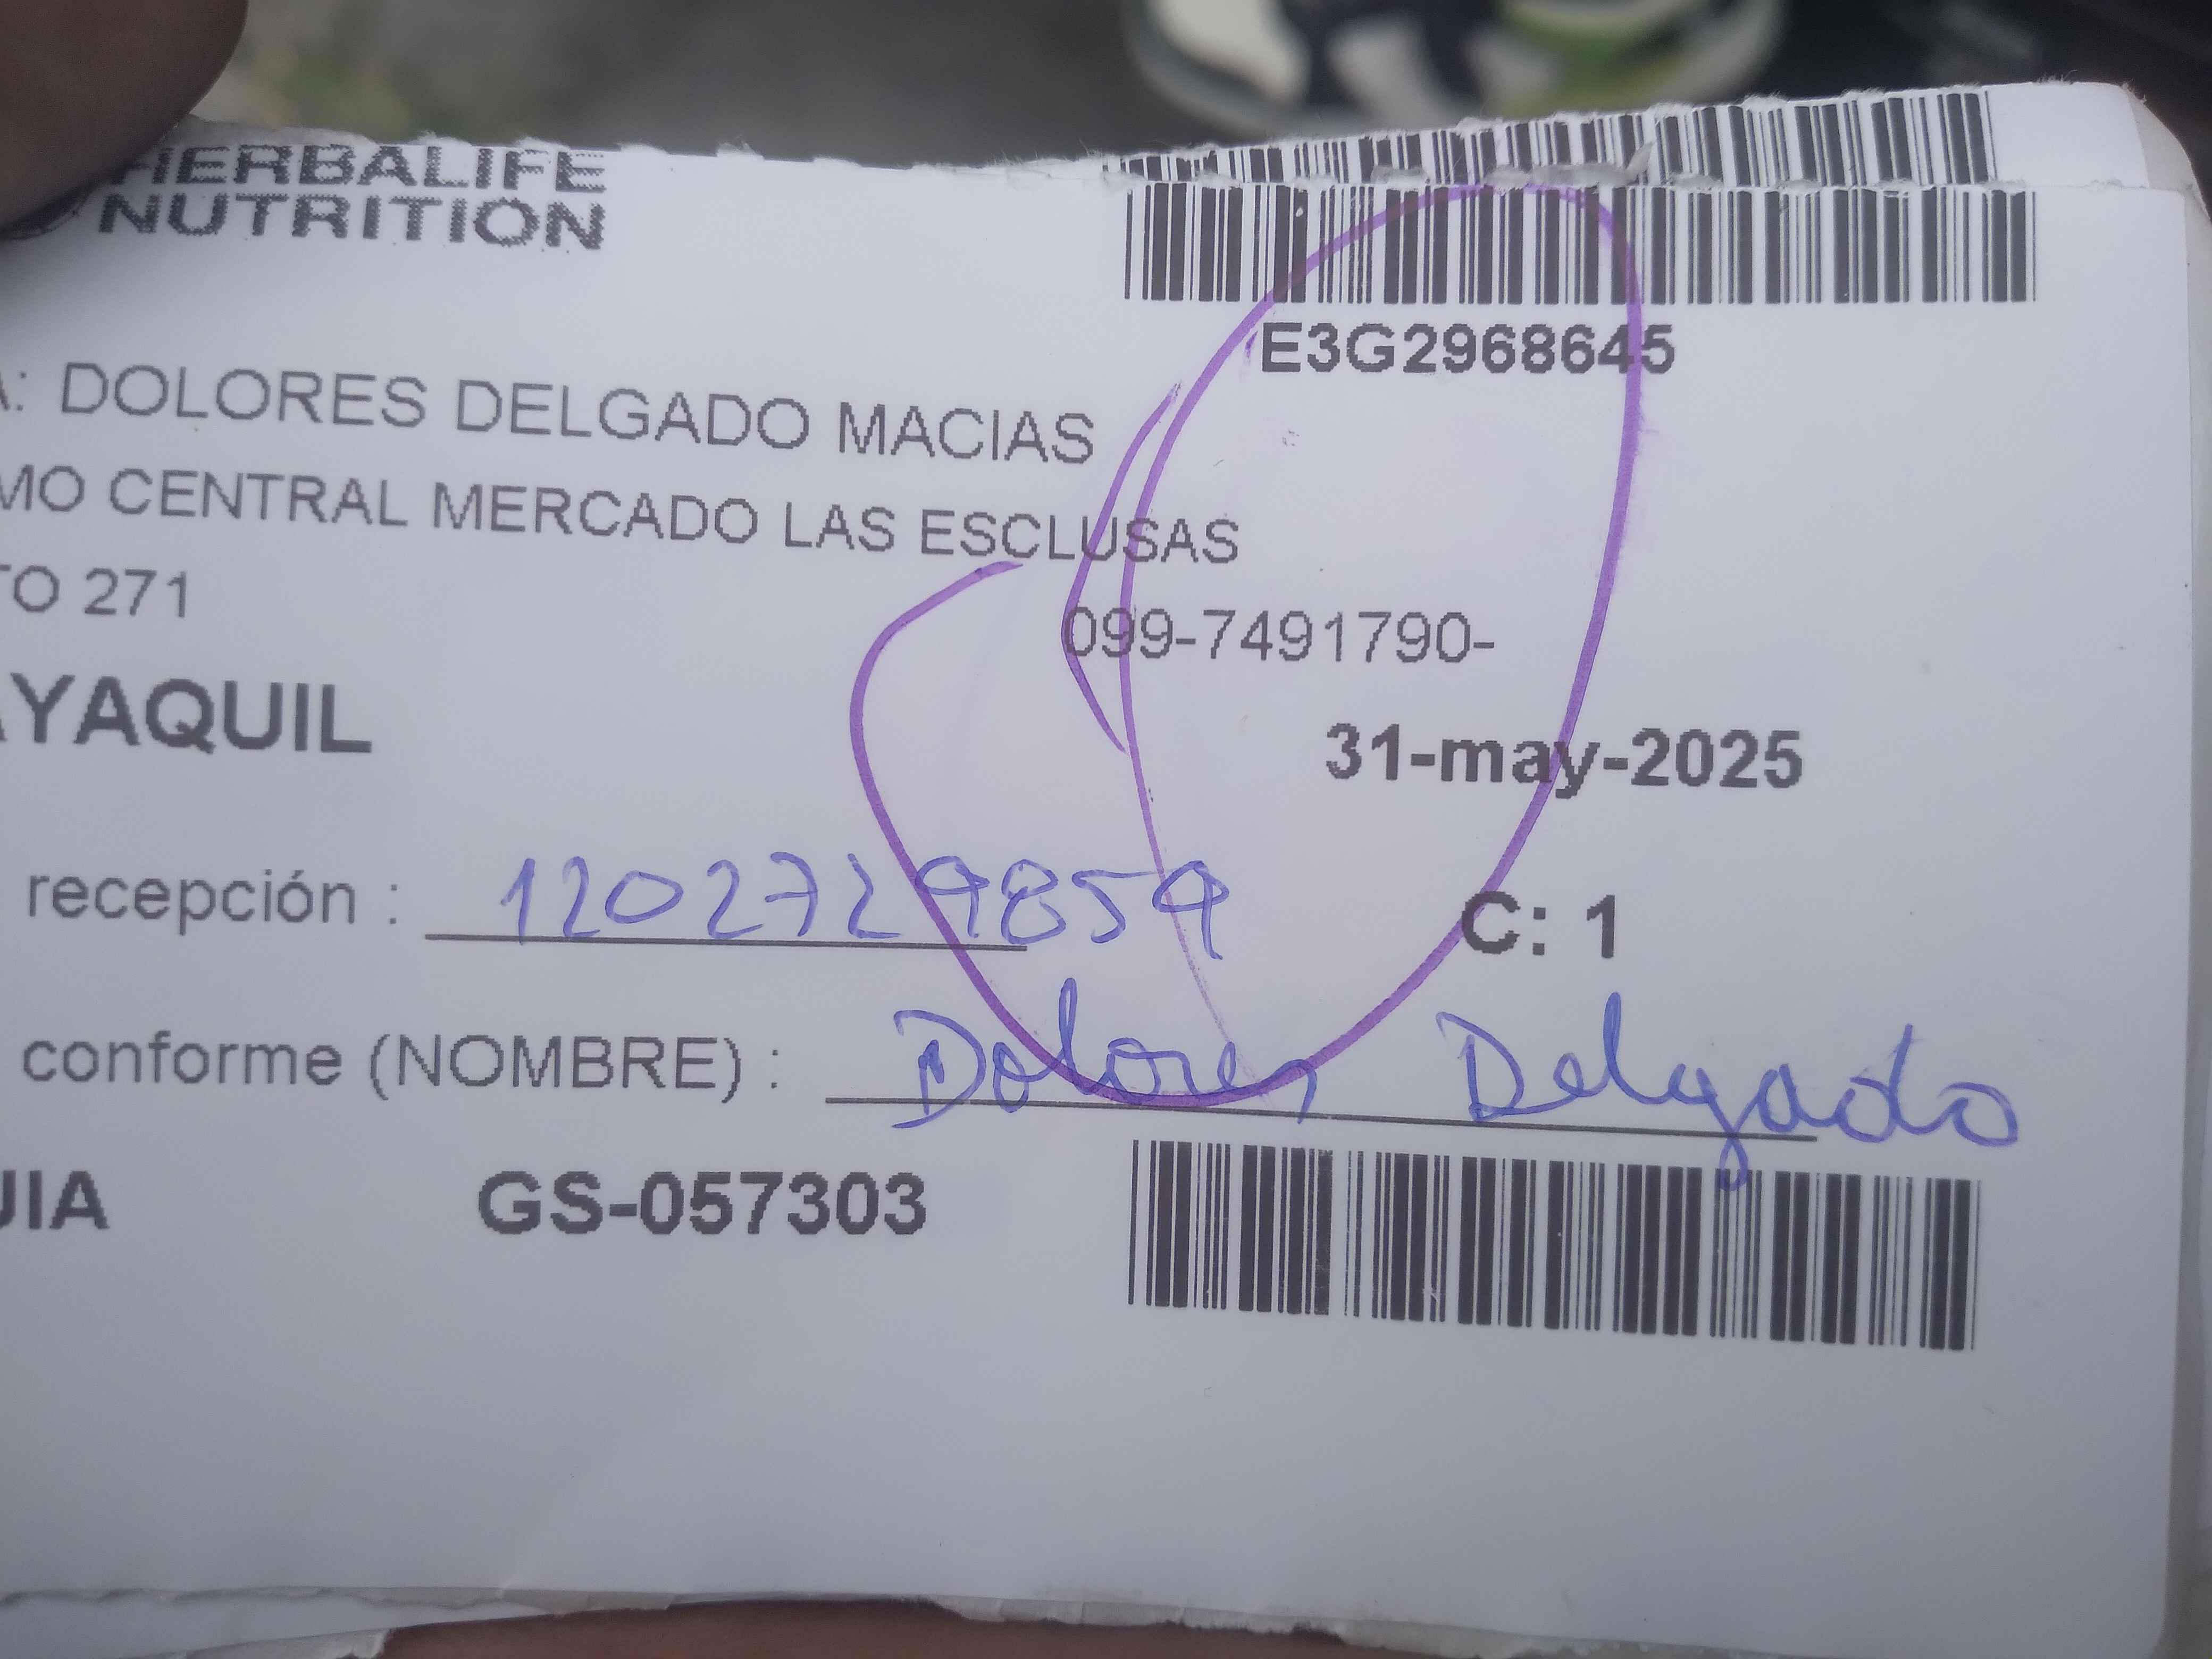 HERBALIFE
NUTRITION
E3G2968645
A: DOLORES DELGADO MACIAS
MO CENTRAL MERCADO LAS ESCLUSAS
TO 271
099-7491790-
AYAQUIL
31-may-2025
recepción : 1202729859
C: 1
conforme (NOMBRE) : Dolores Delgado
UIA GS-057303